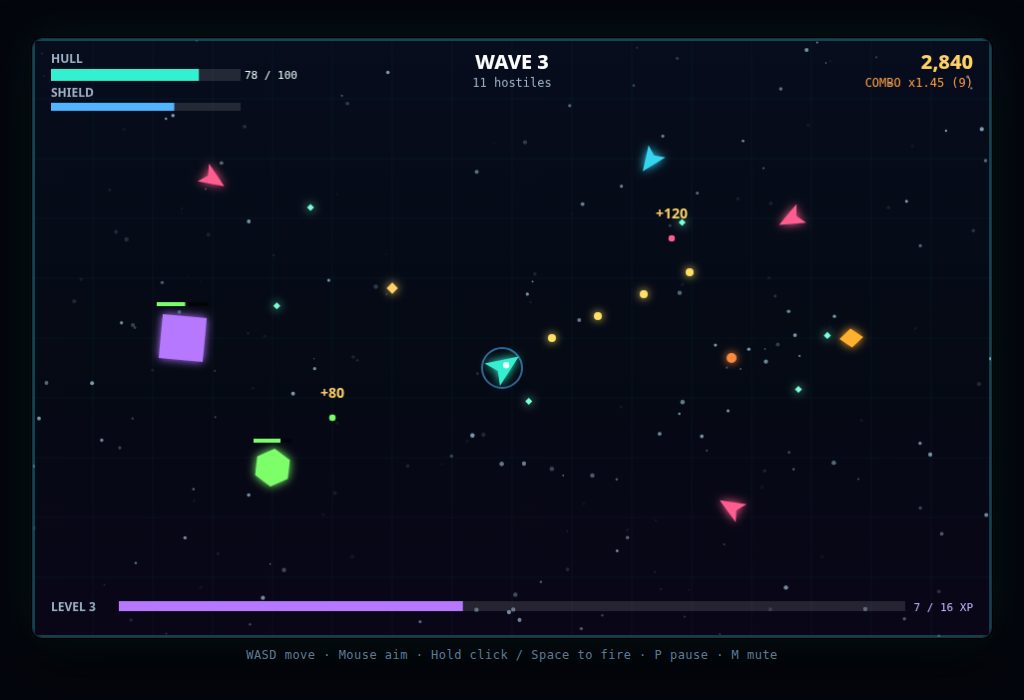 HULL
78 / 100
SHIELD
WAVE 3
11 hostiles
2,840
COMBO x1.45 (9)
+120
+80
LEVEL 3
7 / 16 XP
WASD move · Mouse aim · Hold click / Space to fire · P pause · M mute